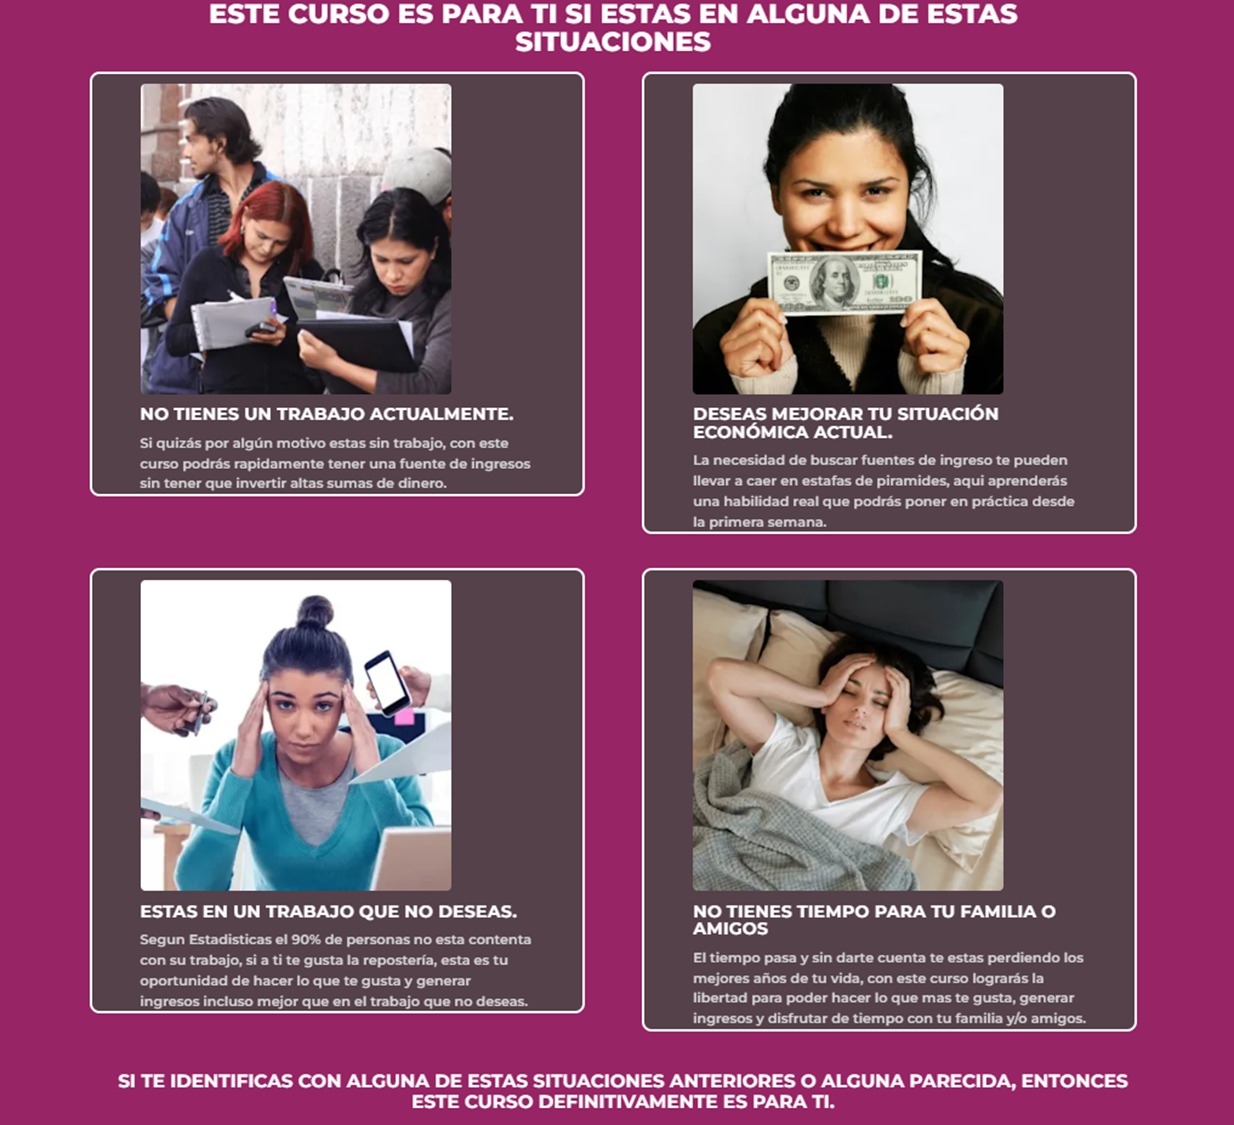 ESTE CURSO ES PARA TI SI ESTAS EN ALGUNA DE ESTAS
SITUACIONES
NO TIENES UN TRABAJO ACTUALMENTE.
Si quizás por algún motivo estas sin trabajo, con este
curso podrás rapidamente tener una fuente de ingresos
sin tener que invertir altas sumas de dinero.
100
DESEAS MEJORAR TU SITUACIÓN
ECONÓMICA ACTUAL.
La necesidad de buscar fuentes de ingreso te pueden
llevar a caer en estafas de piramides, aqui aprenderás
una habilidad real que podrás poner en práctica desde
la primera semana.
ESTAS EN UN TRABAJO QUE NO DESEAS.
Segun Estadisticas el 90% de personas no esta contenta
con su trabajo, si a ti te gusta la repostería, esta es tu
oportunidad de hacer lo que te gusta y generar
ingresos incluso mejor que en el trabajo que no deseas.
NO TIENES TIEMPO PARA TU FAMILIA O
AMIGOS
El tiempo pasa y sin darte cuenta te estas perdiendo los
mejores años de tu vida, con este curso lograrás la
libertad para poder hacer lo que mas te gusta, generar
ingresos y disfrutar de tiempo con tu familia y/o amigos.
SI TE IDENTIFICAS CON ALGUNA DE ESTAS SITUACIONES ANTERIORES O ALGUNA PARECIDA, ENTONCES
ESTE CURSO DEFINITIVAMENTE ES PARA TI.